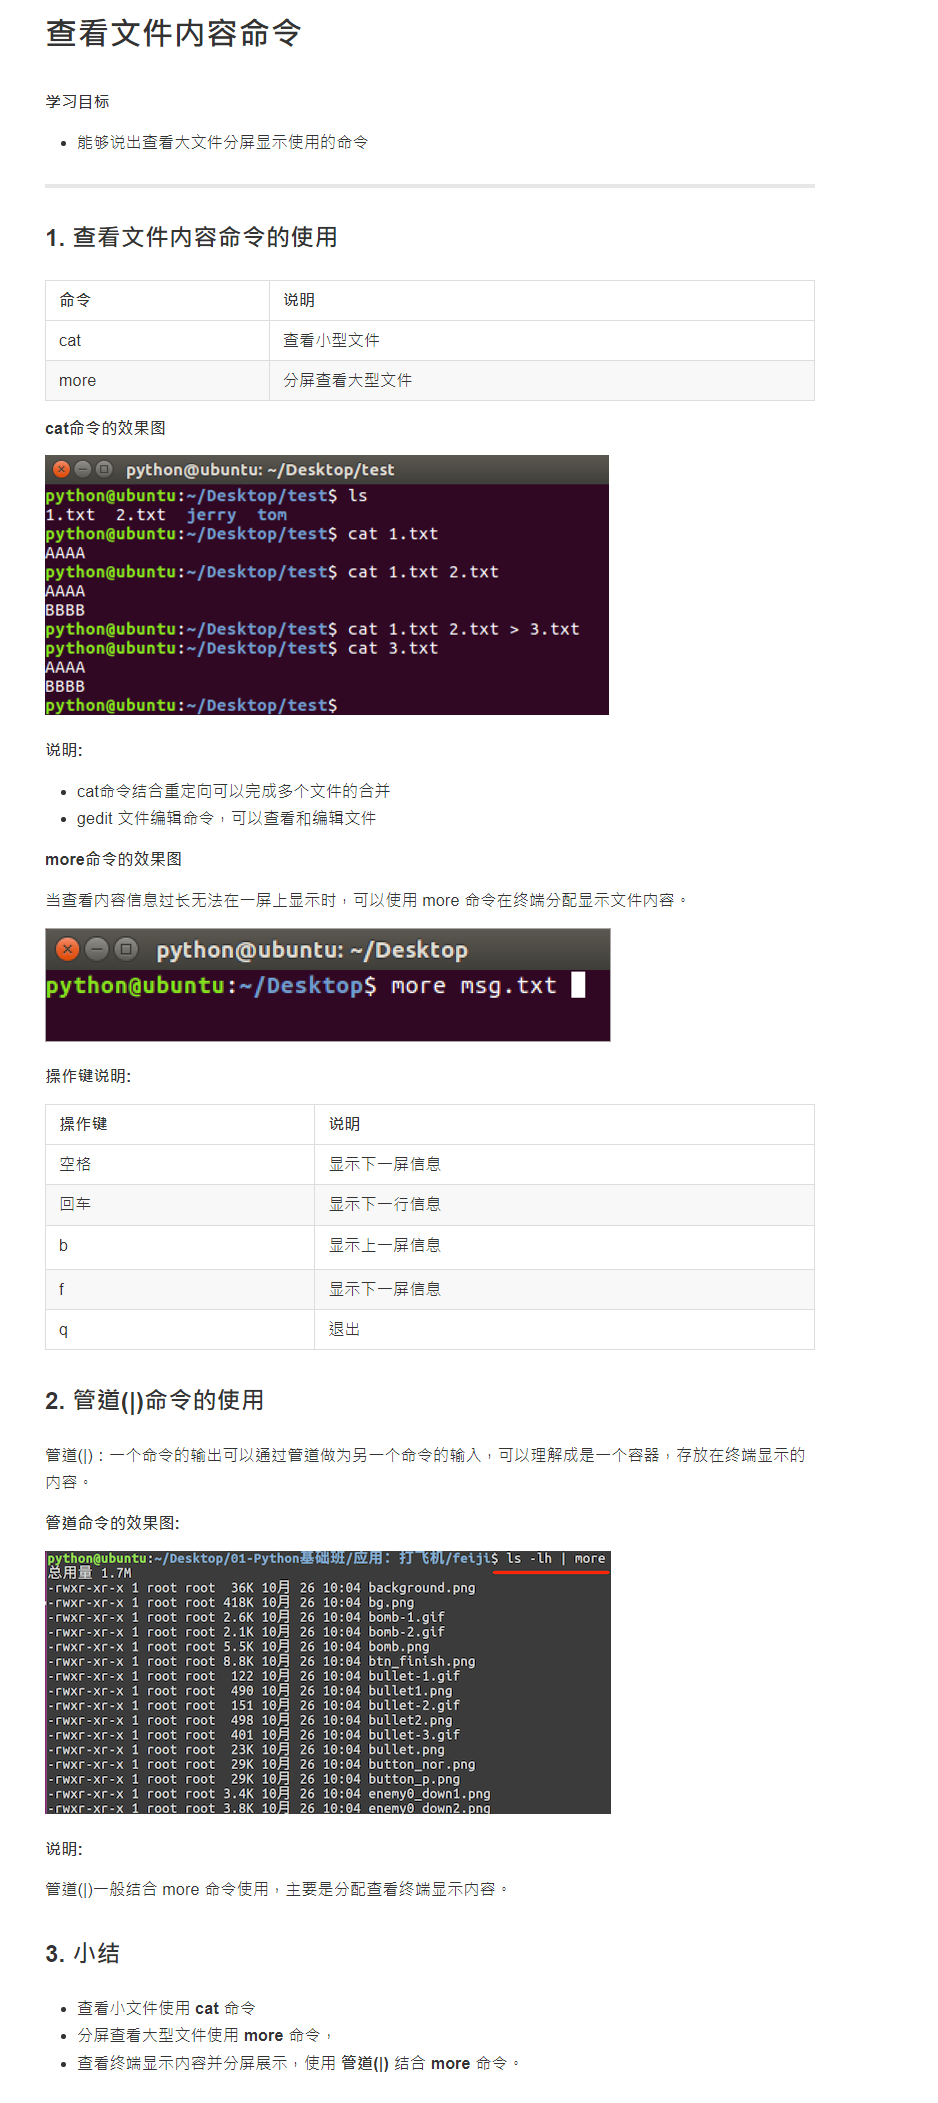 查看文件内容命令
学习目标
• 能够说出查看大文件分屏显示使用的命令
1. 查看文件内容命令的使用
命令 说明
cat 查看小型文件
more 分屏查看大型文件
cat命令的效果图
python@ubuntu: ~/Desktop/test
python@ubuntu:~/Desktop/test$ ls
1.txt 2.txt jerry tom
python@ubuntu:~/Desktop/test$ cat 1.txt
AAAA
python@ubuntu:~/Desktop/test$ cat 1.txt 2.txt
AAAA
BBBB
python@ubuntu:~/Desktop/test$ cat 1.txt 2.txt > 3.txt
python@ubuntu:~/Desktop/test$ cat 3.txt
AAAA
BBBB
python@ubuntu:~/Desktop/test$
说明:
• cat命令结合重定向可以完成多个文件的合并
• gedit 文件编辑命令，可以查看和编辑文件
more命令的效果图
当查看内容信息过长无法在一屏上显示时，可以使用 more 命令在终端分配显示文件内容。
python@ubuntu: ~/Desktop
python@ubuntu:~/Desktop$ more msg.txt
操作键说明:
操作键 说明
空格 显示下一屏信息
回车 显示下一行信息
b 显示上一屏信息
f 显示下一屏信息
q 退出
2. 管道(|)命令的使用
管道(|)：一个命令的输出可以通过管道做为另一个命令的输入，可以理解成是一个容器，存放在终端显示的
内容。
管道命令的效果图:
python@ubuntu:~/Desktop/01-Python基础班/应用: 打飞机/feiji$ ls -lh | more
总用量 1.7M
-rwxr-xr-x 1 root root 36K 10月 26 10:04 background.png
-rwxr-xr-x 1 root root 418K 10月 26 10:04 bg.png
-rwxr-xr-x 1 root root 2.6K 10月 26 10:04 bomb-1.gif
-rwxr-xr-x 1 root root 2.1K 10月 26 10:04 bomb-2.gif
-rwxr-xr-x 1 root root 5.5K 10月 26 10:04 bomb.png
-rwxr-xr-x 1 root root 8.8K 10月 26 10:04 btn_finish.png
-rwxr-xr-x 1 root root 122 10月 26 10:04 bullet-1.gif
-rwxr-xr-x 1 root root 490 10月 26 10:04 bullet1.png
-rwxr-xr-x 1 root root 151 10月 26 10:04 bullet-2.gif
-rwxr-xr-x 1 root root 498 10月 26 10:04 bullet2.png
-rwxr-xr-x 1 root root 401 10月 26 10:04 bullet-3.gif
-rwxr-xr-x 1 root root 23K 10月 26 10:04 bullet.png
-rwxr-xr-x 1 root root 29K 10月 26 10:04 button_nor.png
-rwxr-xr-x 1 root root 29K 10月 26 10:04 button_p.png
-rwxr-xr-x 1 root root 3.4K 10月 26 10:04 enemy0_down1.png
-rwxr-xr-x 1 root root 3.8K 10月 26 10:04 enemy0_down2.png
说明:
管道(|)一般结合 more 命令使用，主要是分配查看终端显示内容。
3. 小结
• 查看小文件使用 cat 命令
• 分屏查看大型文件使用 more 命令，
• 查看终端显示内容并分屏展示，使用 管道(|) 结合 more 命令。